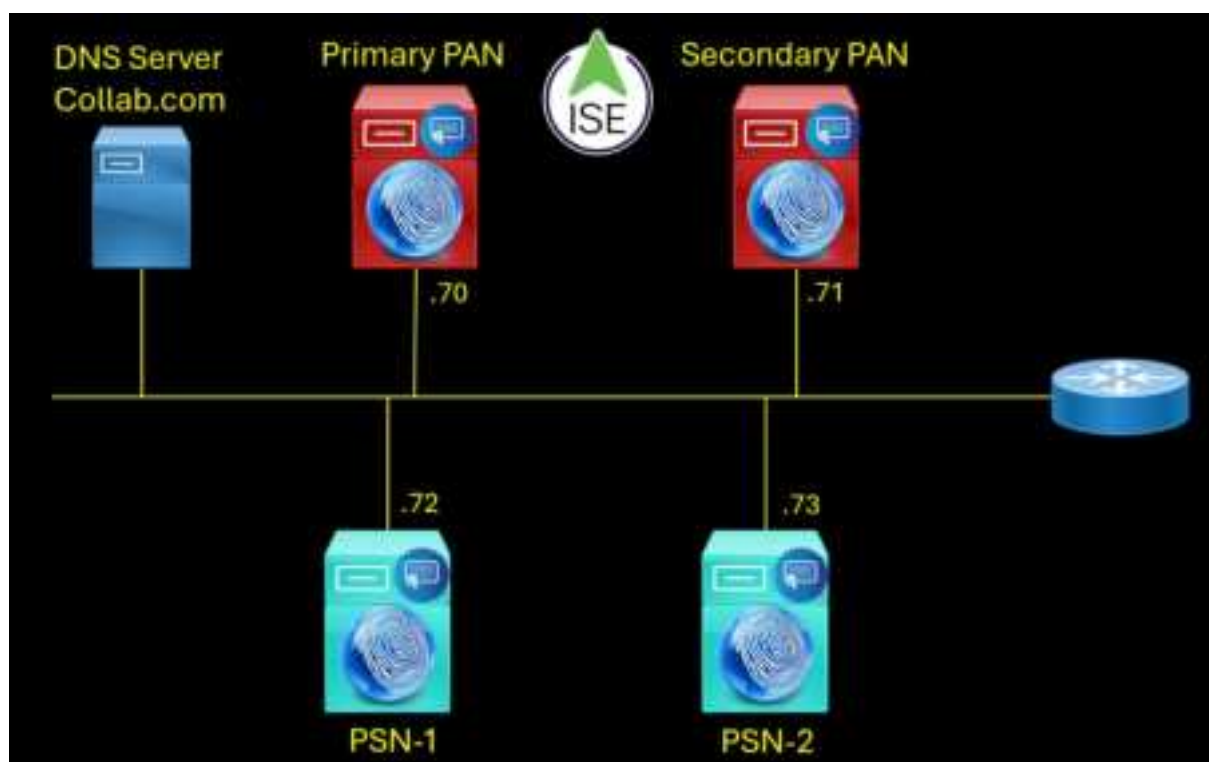 DNS Server
Collab.com
Primary PAN
ISE
Secondary PAN
.70
.71
.72
.73
PSN-1
PSN-2